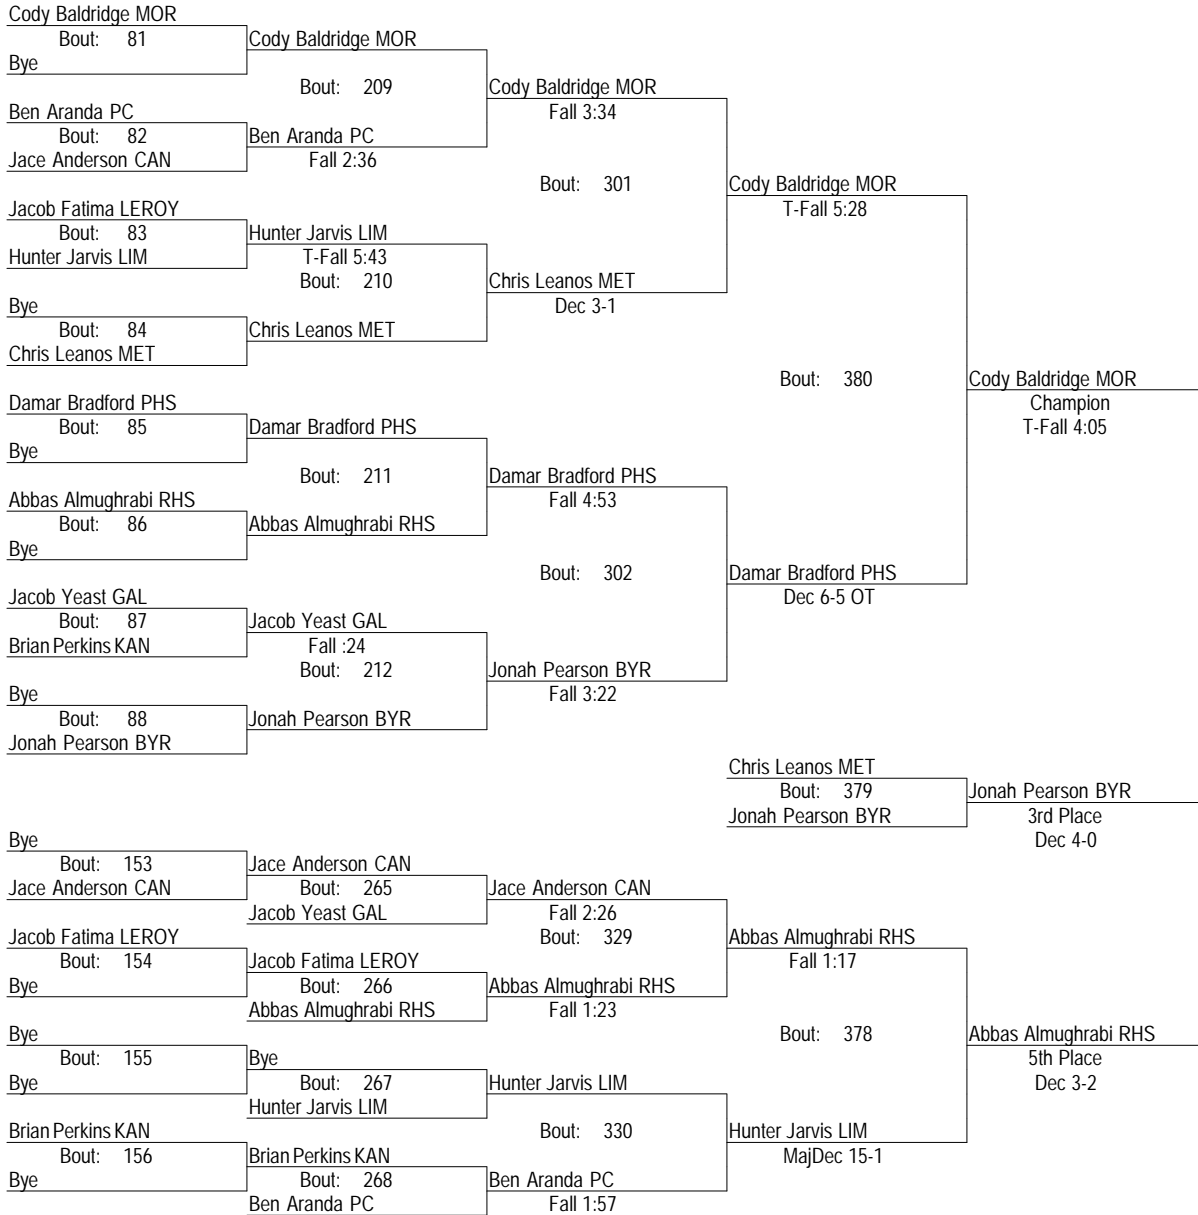 Cody Baldridge MOR
Bout: 81
Cody Baldridge MOR
Bye
Bout: 209
Cody Baldridge MOR
Ben Aranda PC
Fall 3:34
Bout: 82
Ben Aranda PC
Jace Anderson CAN
Fall 2:36
Bout: 301
Cody Baldridge MOR
Jacob Fatima LEROY
T-Fall 5:28
Bout: 83
Hunter Jarvis LIM
Hunter Jarvis LIM
T-Fall 5:43
Bout: 210
Chris Leanos MET
Bye
Dec 3-1
Bout: 84
Chris Leanos MET
Chris Leanos MET
Bout: 380
Cody Baldridge MOR
Damar Bradford PHS
Champion
Bout: 85
Damar Bradford PHS
T-Fall 4:05
Bye
Bout: 211
Damar Bradford PHS
Abbas Almughrabi RHS
Fall 4:53
Bout: 86
Abbas Almughrabi RHS
Bye
Bout: 302
Damar Bradford PHS
Jacob Yeast GAL
Dec 6-5 OT
Bout: 87
Jacob Yeast GAL
Brian Perkins KAN
Fall :24
Bout: 212
Jonah Pearson BYR
Bye
Fall 3:22
Bout: 88
Jonah Pearson BYR
Jonah Pearson BYR
Chris Leanos MET
Bout: 379
Jonah Pearson BYR
Jonah Pearson BYR
3rd Place
Dec 4-0
Bye
Bout: 153
Jace Anderson CAN
Jace Anderson CAN
Bout: 265
Jace Anderson CAN
Jacob Yeast GAL
Fall 2:26
Jacob Fatima LEROY
Bout: 329
Abbas Almughrabi RHS
Bout: 154
Jacob Fatima LEROY
Fall 1:17
Bye
Bout: 266
Abbas Almughrabi RHS
Abbas Almughrabi RHS
Fall 1:23
Bye
Bout: 378
Abbas Almughrabi RHS
Bout: 155
Bye
5th Place
Bye
Bout: 267
Hunter Jarvis LIM
Dec 3-2
Hunter Jarvis LIM
Brian Perkins KAN
Bout: 330
Hunter Jarvis LIM
Bout: 156
Brian Perkins KAN
MajDec 15-1
Bye
Bout: 268
Ben Aranda PC
Ben Aranda PC
Fall 1:57